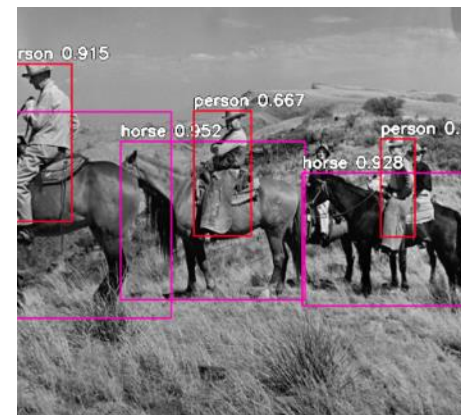 rson 0.915
person 0.667
horse 0.952
person 0.
horse 0.928